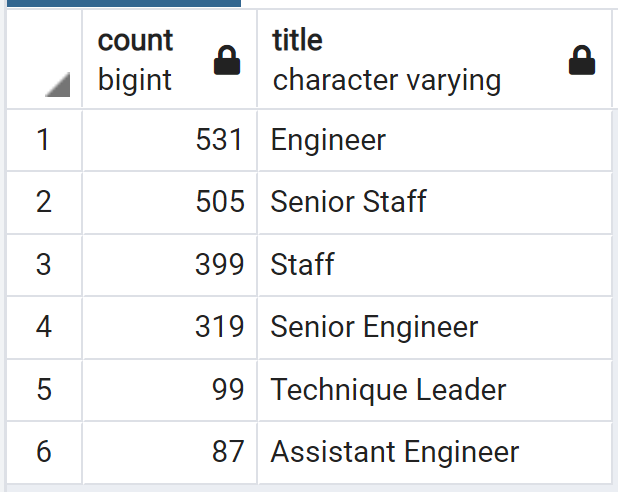 count title
bigint character varying
1 531 Engineer
2 505 Senior Staff
3 399 Staff
4 319 Senior Engineer
5 99 Technique Leader
6 87 Assistant Engineer